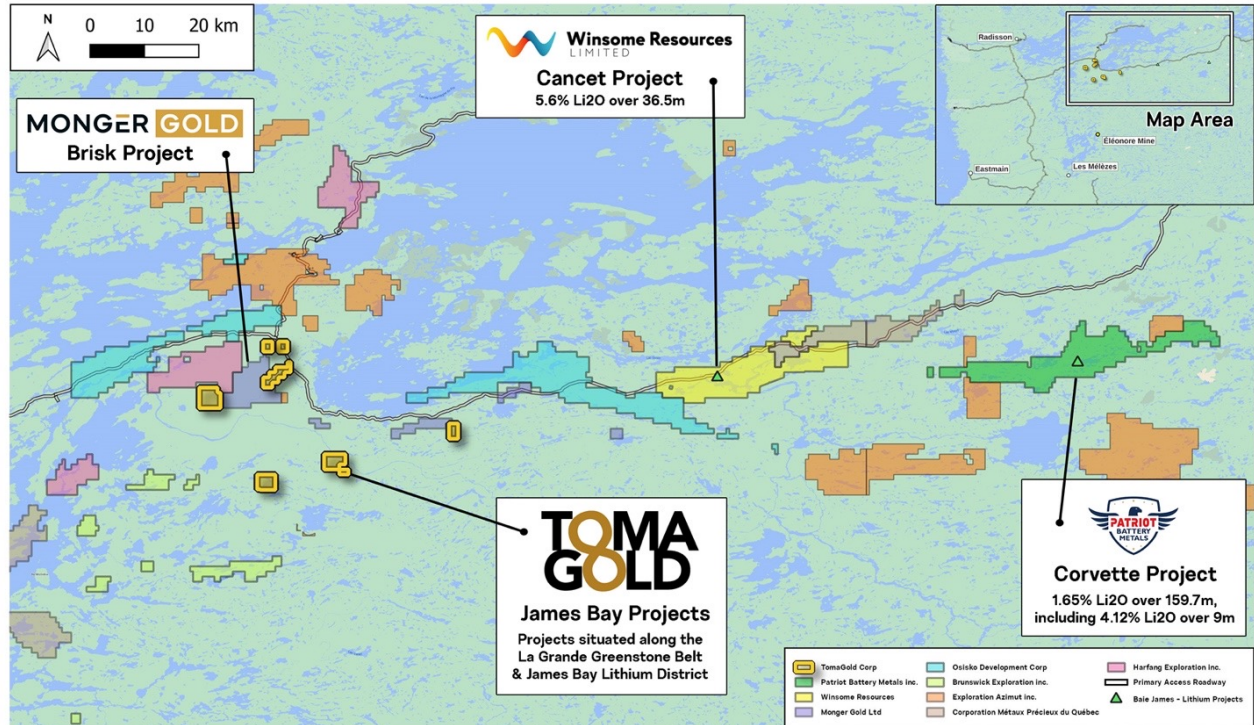 N
0 10 20 km
MONGER GOLD
Brisk Project
Winsome Resources
LIMITED
Cancet Project
5.6% Li2O over 36.5m
Radisson
Map Area
Éléonore Mine
Eastmain
Les Mélèzes
TOMA
GOLD
James Bay Projects
Projects situated along the
La Grande Greenstone Belt
& James Bay Lithium District
PATRIOT
BATTERY
METALS
Corvette Project
1.65% Li2O over 159.7m,
including 4.12% Li2O over 9m
TomaGold Corp
Patriot Battery Metals inc.
Winsome Resources
Monger Gold Ltd
Osisko Development Corp
Brunswick Exploration inc.
Exploration Azimut inc.
Corporation Métaux Précieux du Québec
Harfang Exploration inc.
Primary Access Roadway
Baie James - Lithium Projects